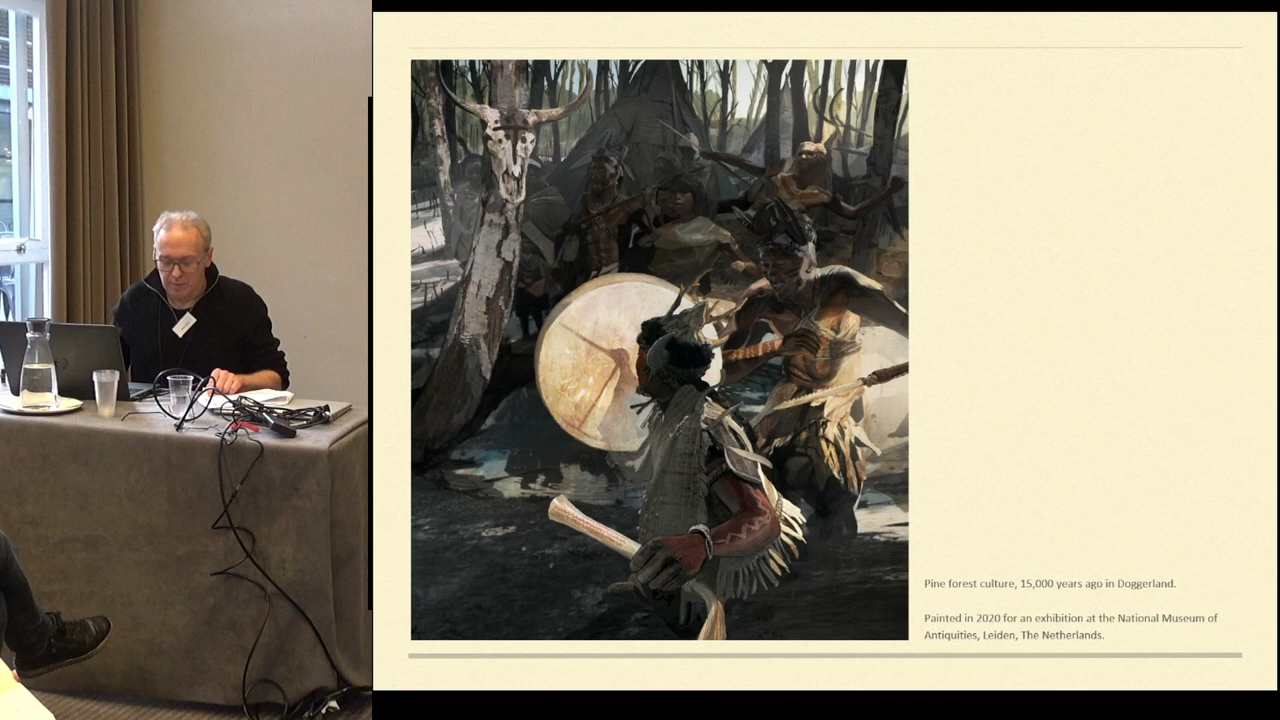 Pine forest culture, 15,000 years ago in Doggerland.
Painted in 2020 for an exhibition at the National Museum of
Antiquities, Leiden, The Netherlands.